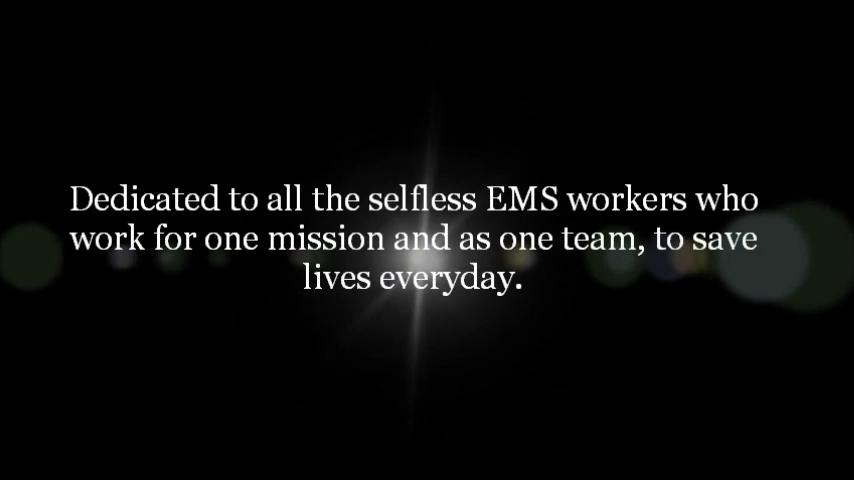 Dedicated to all the selfless EMS workers who
work for one mission and as one team, to save
lives everyday.